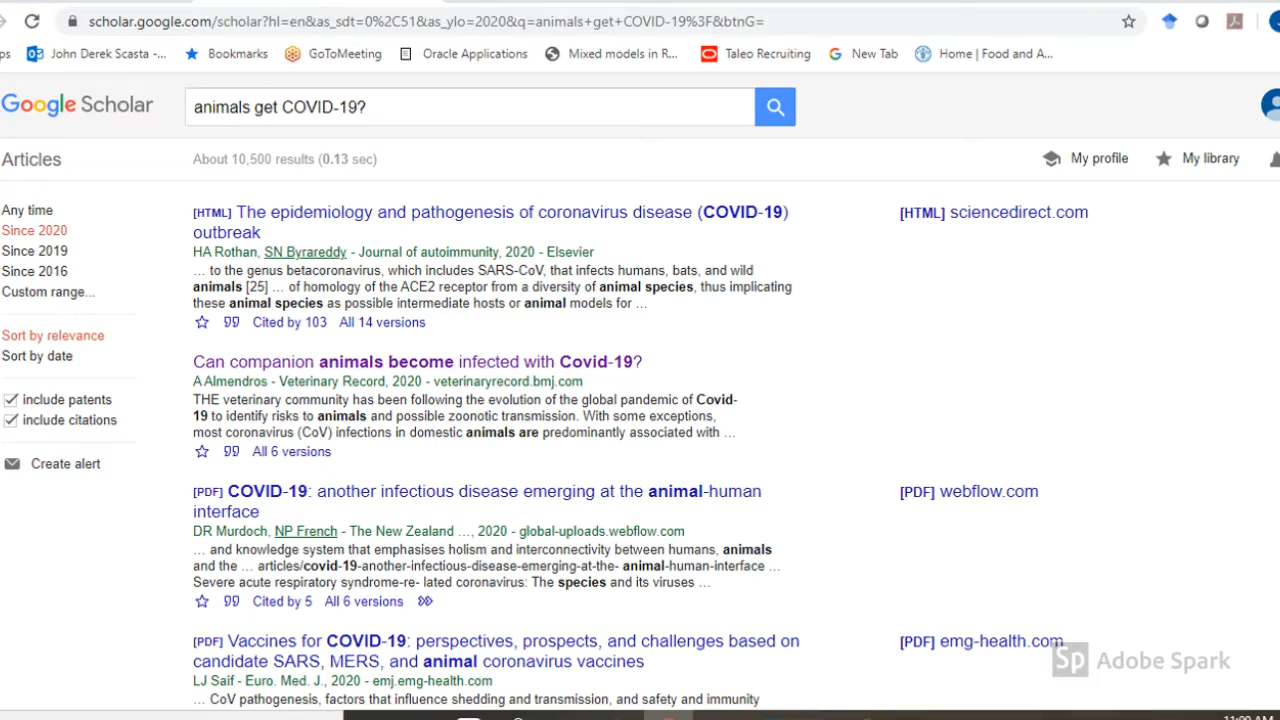 scholar.google.com/scholar?hl=en&as_sdt=0%2C51&as_ylo=2020&q=animals+get+COVID-19%3F&btnG=
ps John Derek Scasta -... Bookmarks GoToMeeting Oracle Applications Mixed models in R... Taleo Recruiting New Tab Home | Food and A...
Google Scholar
animals get COVID-19?
Articles
About 10,500 results (0.13 sec)
My profile
My library
Any time
Since 2020
Since 2019
Since 2016
Custom range...
Sort by relevance
Sort by date
include patents
include citations
Create alert
[HTML] The epidemiology and pathogenesis of coronavirus disease (COVID-19)
outbreak
HA Rothan, SN Byrareddy - Journal of autoimmunity, 2020 - Elsevier
… to the genus betacoronavirus, which includes SARS-CoV, that infects humans, bats, and wild
animals [25] … of homology of the ACE2 receptor from a diversity of animal species, thus implicating
these animal species as possible intermediate hosts or animal models for …
Cited by 103 All 14 versions
[HTML] sciencedirect.com
Can companion animals become infected with Covid-19?
A Almendros - Veterinary Record, 2020 - veterinaryrecord.bmj.com
THE veterinary community has been following the evolution of the global pandemic of Covid-
19 to identify risks to animals and possible zoonotic transmission. With some exceptions,
most coronavirus (CoV) infections in domestic animals are predominantly associated with …
All 6 versions
[PDF] COVID-19: another infectious disease emerging at the animal-human
interface
DR Murdoch, NP French - The New Zealand …, 2020 - global-uploads.webflow.com
… and knowledge system that emphasises holism and interconnectivity between humans, animals
and the … articles/covid-19-another-infectious-disease-emerging-at-the- animal-human-interface …
Severe acute respiratory syndrome-re- lated coronavirus: The species and its viruses …
Cited by 5 All 6 versions
[PDF] webflow.com
[PDF] Vaccines for COVID-19: perspectives, prospects, and challenges based on
candidate SARS, MERS, and animal coronavirus vaccines
LJ Saif - Euro. Med. J., 2020 - emj.emg-health.com
… CoV pathogenesis, factors that influence shedding and transmission, and safety and immunity
[PDF] emg-health.com
Sp Adobe Spark